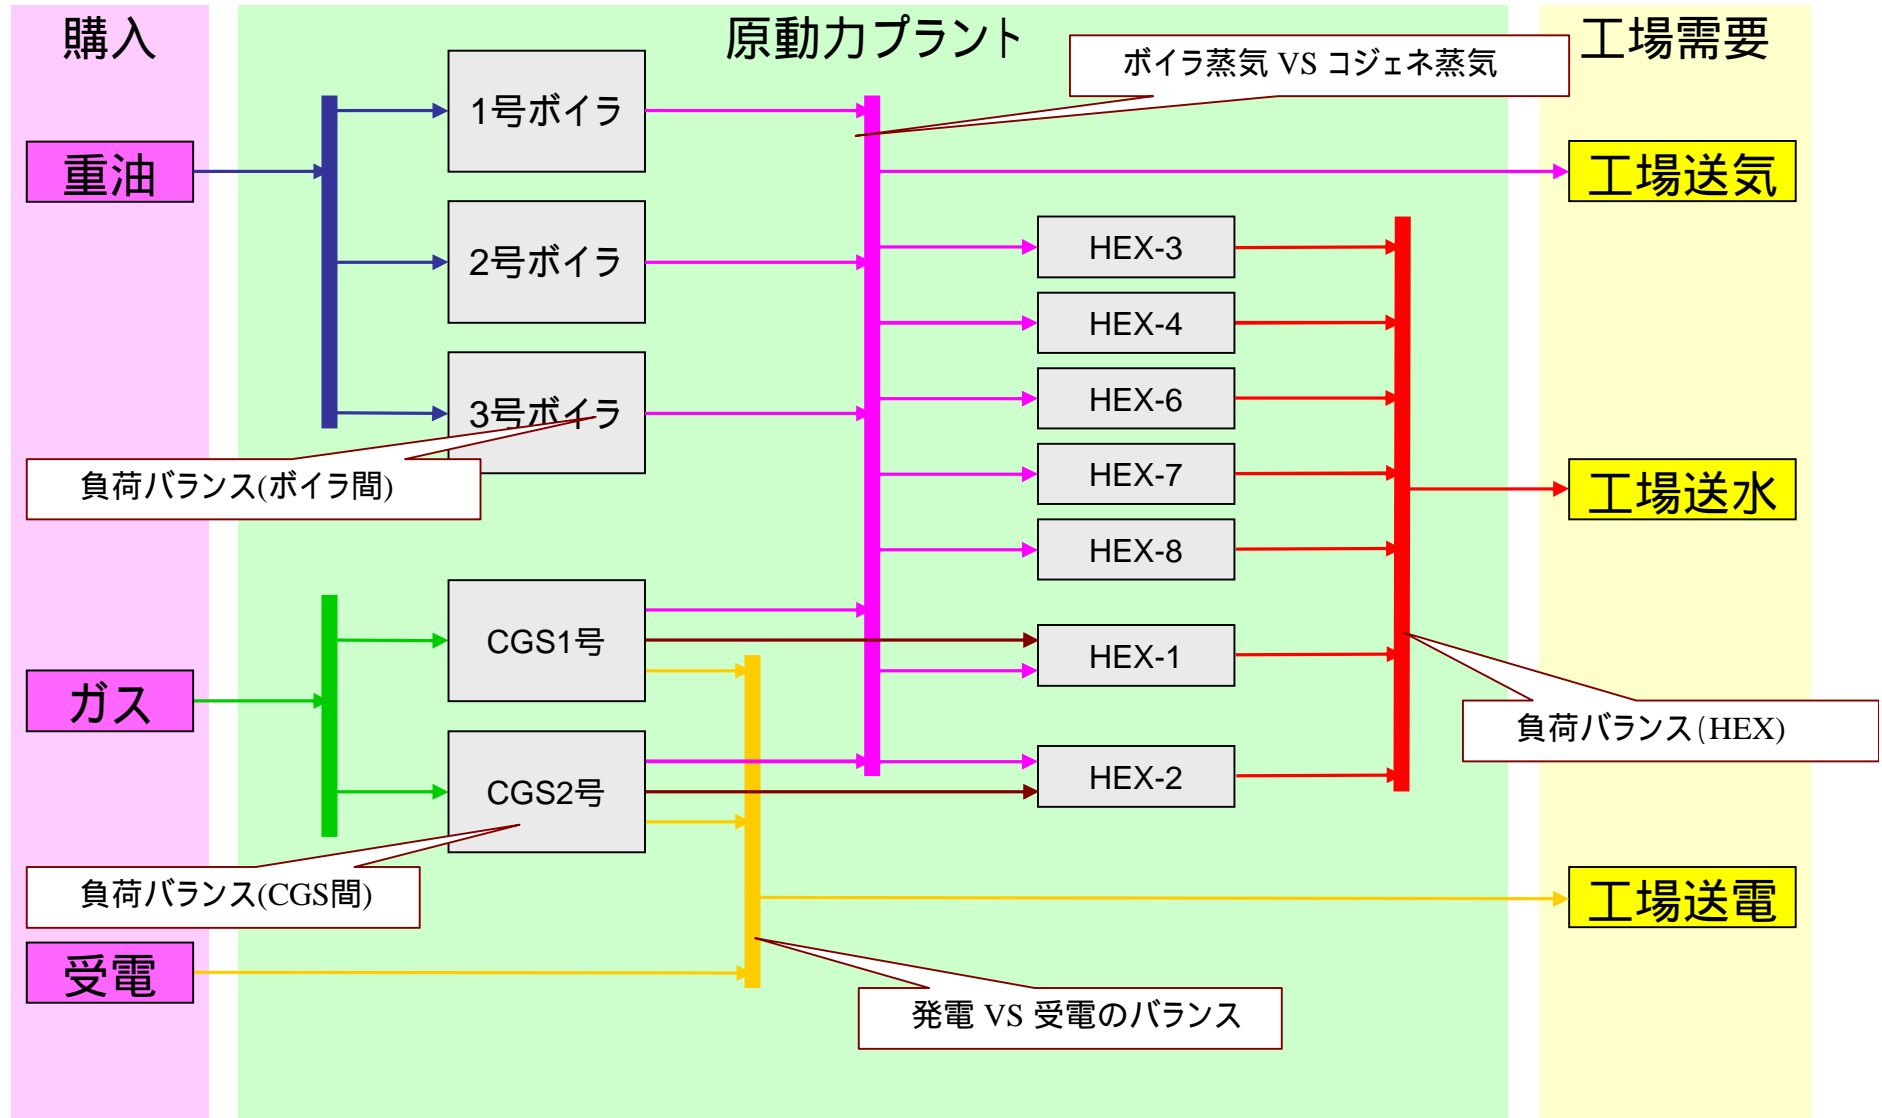 購入
原動力プラント
工場需要
ボイラ蒸気 VS コジェネ蒸気
1号ボイラ
重油
工場送気
2号ボイラ
HEX-3
HEX-4
3号ボイラ
HEX-6
負荷バランス(ボイラ間)
HEX-7
工場送水
HEX-8
CGS1号
HEX-1
ガス
負荷バランス(HEX)
CGS2号
HEX-2
負荷バランス(CGS間)
工場送電
受電
発電 VS 受電のバランス